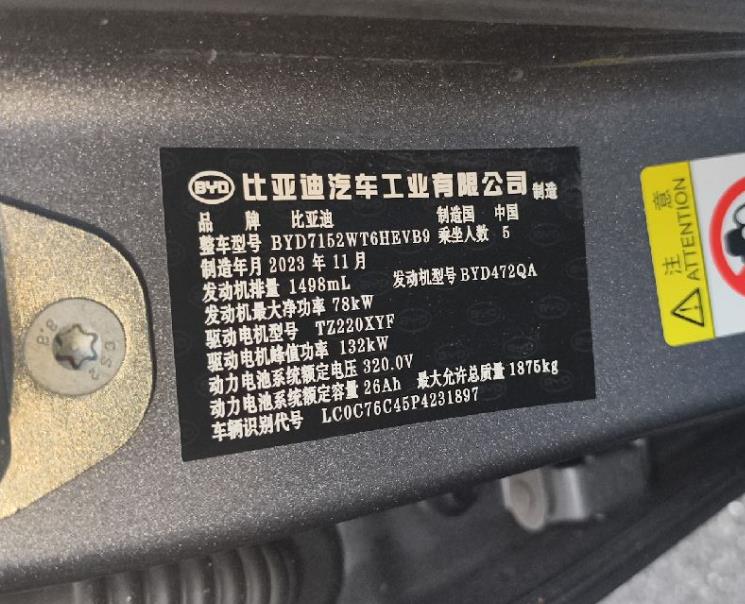 BYD 比亚迪汽车工业有限公司 制造
品牌 比亚迪 制造国 中国
整车型号 BYD7152WT6HEVB9 乘坐人数 5
制造年月 2023 年 11 月
发动机排量 1498mL 发动机型号 BYD472QA
发动机最大净功率 78kW
驱动电机型号 TZ220XYF
驱动电机峰值功率 132kW
动力电池系统额定电压 320.0V
动力电池系统额定容量 26Ah 最大允许总质量 1875kg
车辆识别代号 LC0C76C45P4231897
注意
ATTENTION
8.8